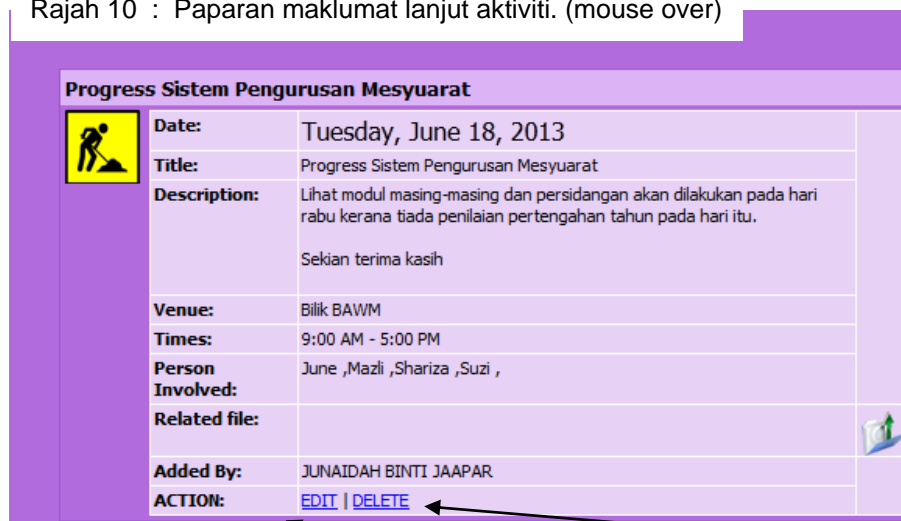 Rajah 10  :  Paparan maklumat lanjut aktiviti. (mouse over)
Progress Sistem Pengurusan Mesyuarat
Date: Tuesday, June 18, 2013
Title: Progress Sistem Pengurusan Mesyuarat
Description: Lihat modul masing-masing dan persidangan akan dilakukan pada hari
rabu kerana tiada penilaian pertengahan tahun pada hari itu.
Sekian terima kasih
Venue: Bilik BAWM
Times: 9:00 AM - 5:00 PM
Person June ,Mazli ,Shariza ,Suzi ,
Involved:
Related file:
Added By: JUNAIDAH BINTI JAAPAR
ACTION: EDIT | DELETE